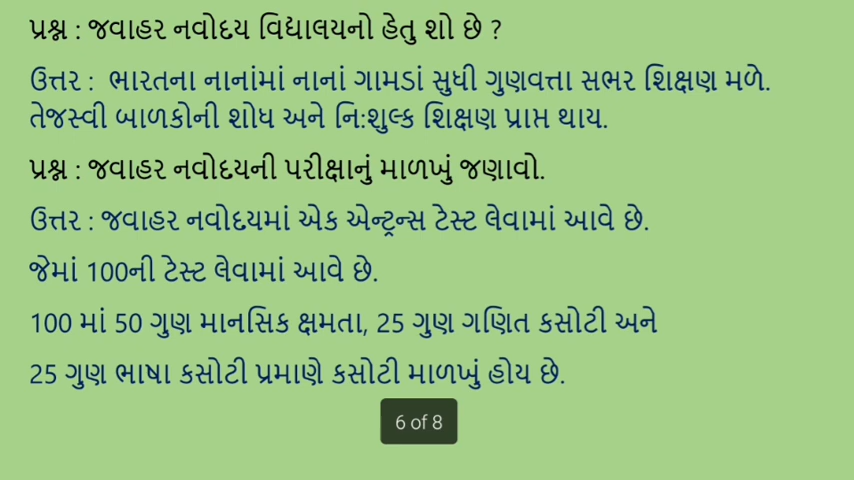 પ્રશ્ન : જવાહર નવોદય વિદ્યાલયનો હેતુ શો છે ?
ઉત્તર :  ભારતના નાનાંમાં નાનાં ગામડાં સુધી ગુણવત્તા સભર શિક્ષણ મળે.
તેજસ્વી બાળકોની શોધ અને નિ:શુલ્ક શિક્ષણ પ્રાપ્ત થાય.
પ્રશ્ન : જવાહર નવોદયની પરીક્ષાનું માળખું જણાવો.
ઉત્તર : જવાહર નવોદયમાં એક એન્ટ્રન્સ ટેસ્ટ લેવામાં આવે છે.
જેમાં 100ની ટેસ્ટ લેવામાં આવે છે.
100 માં 50 ગુણ માનસિક ક્ષમતા, 25 ગુણ ગણિત કસોટી અને
25 ગુણ ભાષા કસોટી પ્રમાણે કસોટી માળખું હોય છે.
6 of 8